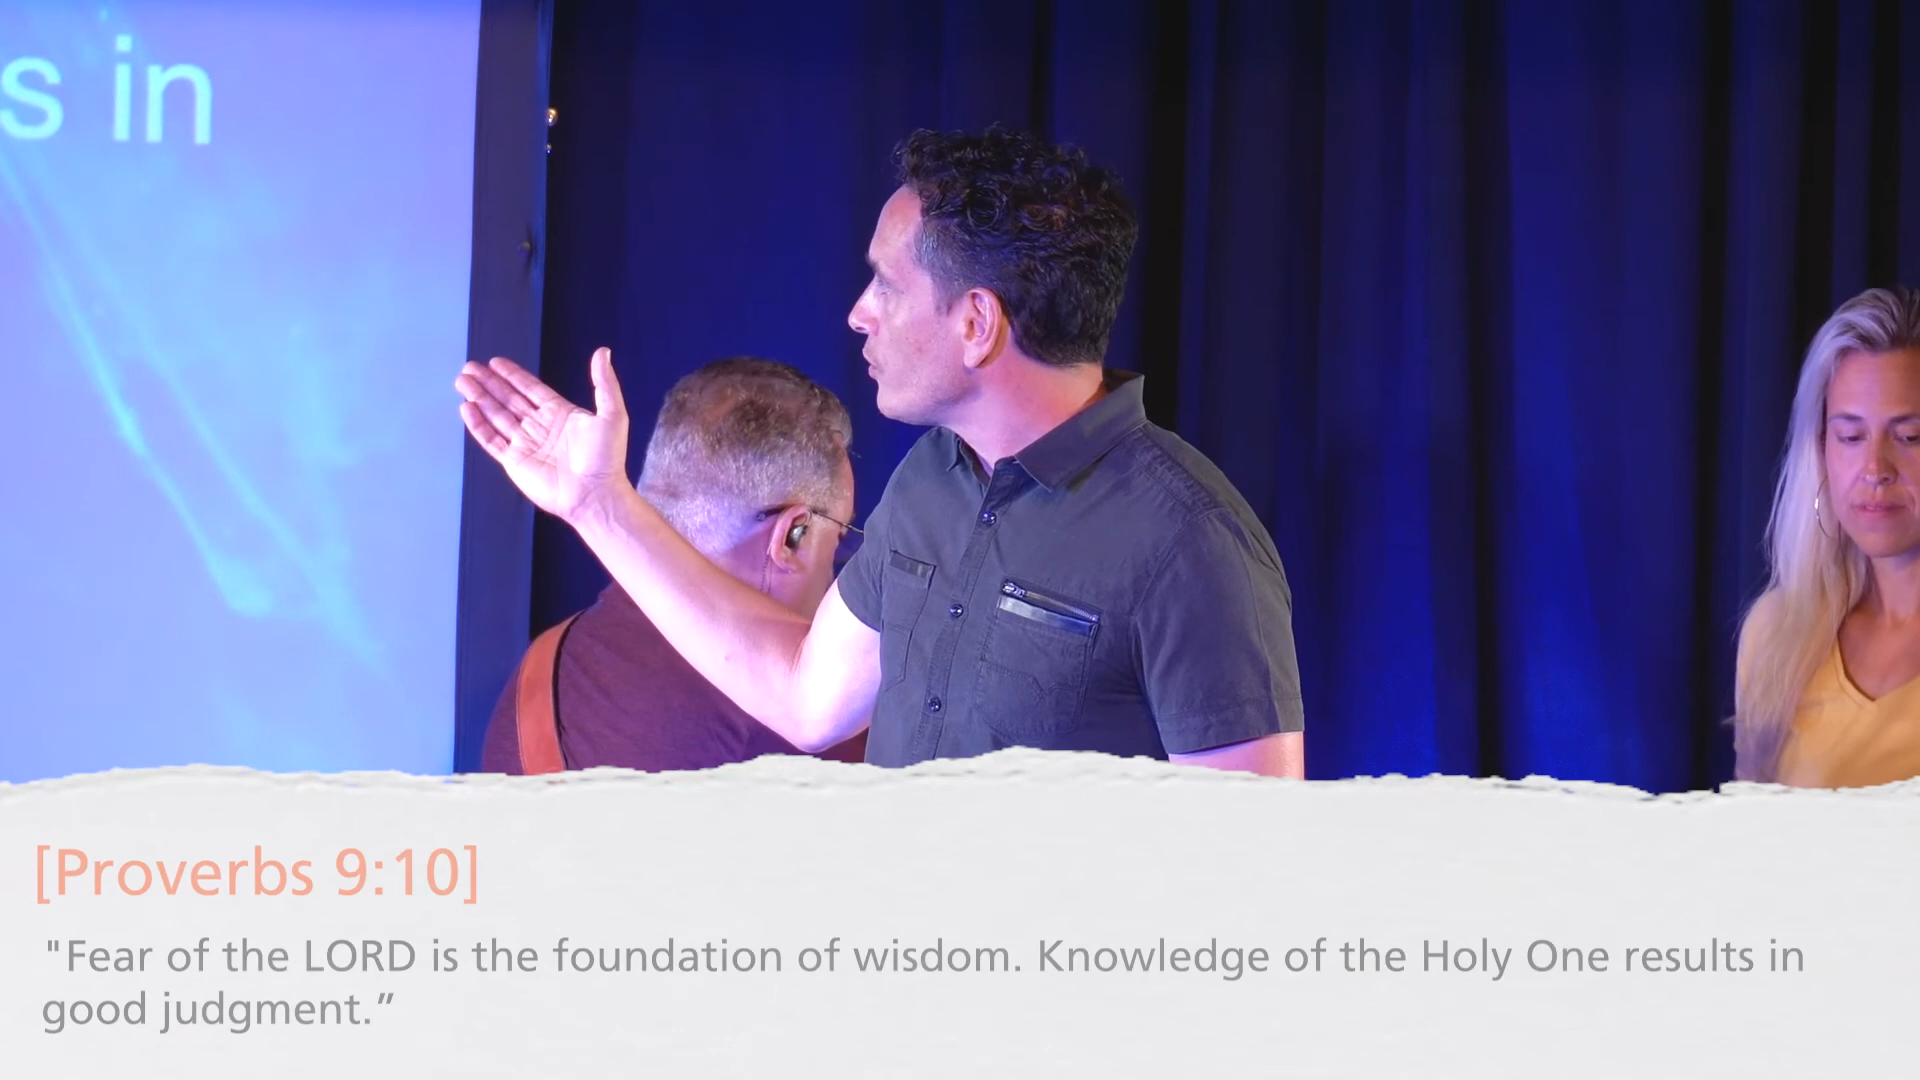 s in
[Proverbs 9:10]
"Fear of the LORD is the foundation of wisdom. Knowledge of the Holy One results in
good judgment.”